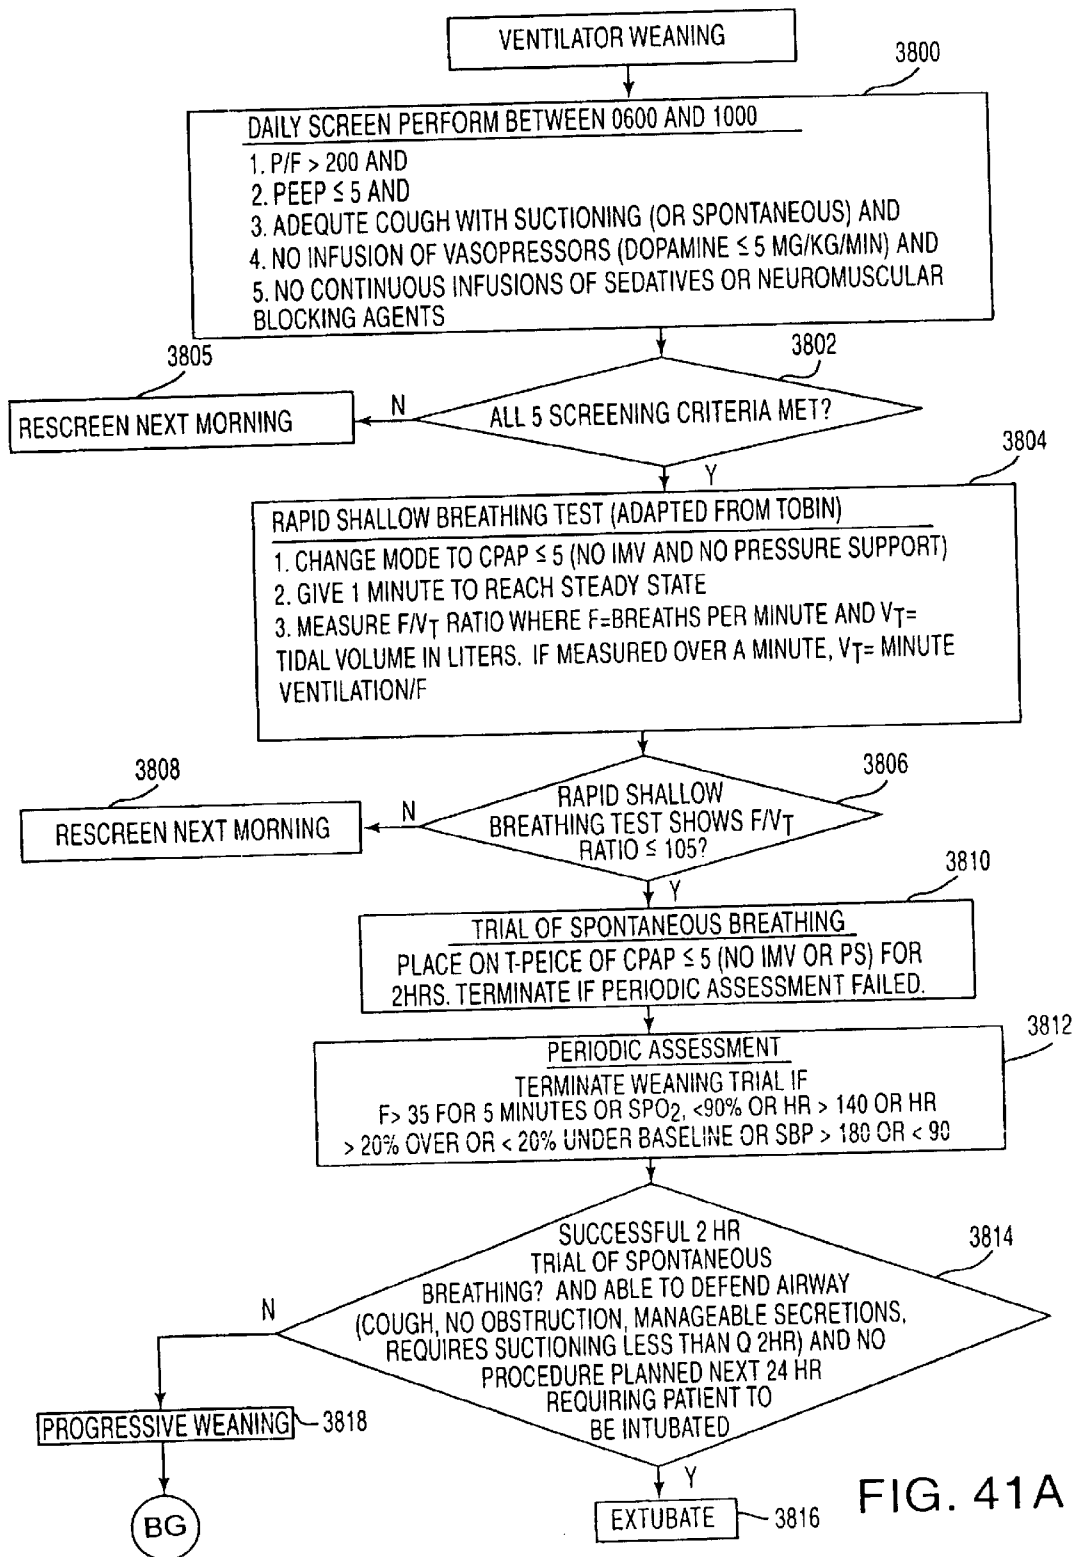 VENTILATOR WEANING
3800
DAILY SCREEN PERFORM BETWEEN 0600 AND 1000
1. P/F > 200 AND
2. PEEP ≤ 5 AND
3. ADEQUTE COUGH WITH SUCTIONING (OR SPONTANEOUS) AND
4. NO INFUSION OF VASOPRESSORS (DOPAMINE ≤ 5 MG/KG/MIN) AND
5. NO CONTINUOUS INFUSIONS OF SEDATIVES OR NEUROMUSCULAR
BLOCKING AGENTS
3802
ALL 5 SCREENING CRITERIA MET?
N
3805
RESCREEN NEXT MORNING
Y
3804
RAPID SHALLOW BREATHING TEST (ADAPTED FROM TOBIN)
1. CHANGE MODE TO CPAP ≤ 5 (NO IMV AND NO PRESSURE SUPPORT)
2. GIVE 1 MINUTE TO REACH STEADY STATE
3. MEASURE F/VT RATIO WHERE F=BREATHS PER MINUTE AND VT=
TIDAL VOLUME IN LITERS. IF MEASURED OVER A MINUTE, VT= MINUTE
VENTILATION/F
3806
RAPID SHALLOW
BREATHING TEST SHOWS F/VT
RATIO ≤ 105?
N
3808
RESCREEN NEXT MORNING
Y
3810
TRIAL OF SPONTANEOUS BREATHING
PLACE ON T-PEICE OF CPAP ≤ 5 (NO IMV OR PS) FOR
2HRS. TERMINATE IF PERIODIC ASSESSMENT FAILED.
3812
PERIODIC ASSESSMENT
TERMINATE WEANING TRIAL IF
F> 35 FOR 5 MINUTES OR SPO2, <90% OR HR > 140 OR HR
> 20% OVER OR < 20% UNDER BASELINE OR SBP > 180 OR < 90
3814
SUCCESSFUL 2 HR
TRIAL OF SPONTANEOUS
BREATHING? AND ABLE TO DEFEND AIRWAY
(COUGH, NO OBSTRUCTION, MANAGEABLE SECRETIONS,
REQUIRES SUCTIONING LESS THAN Q 2HR) AND NO
PROCEDURE PLANNED NEXT 24 HR
REQUIRING PATIENT TO
BE INTUBATED
N
PROGRESSIVE WEANING
3818
BG
Y
EXTUBATE
3816
FIG. 41A